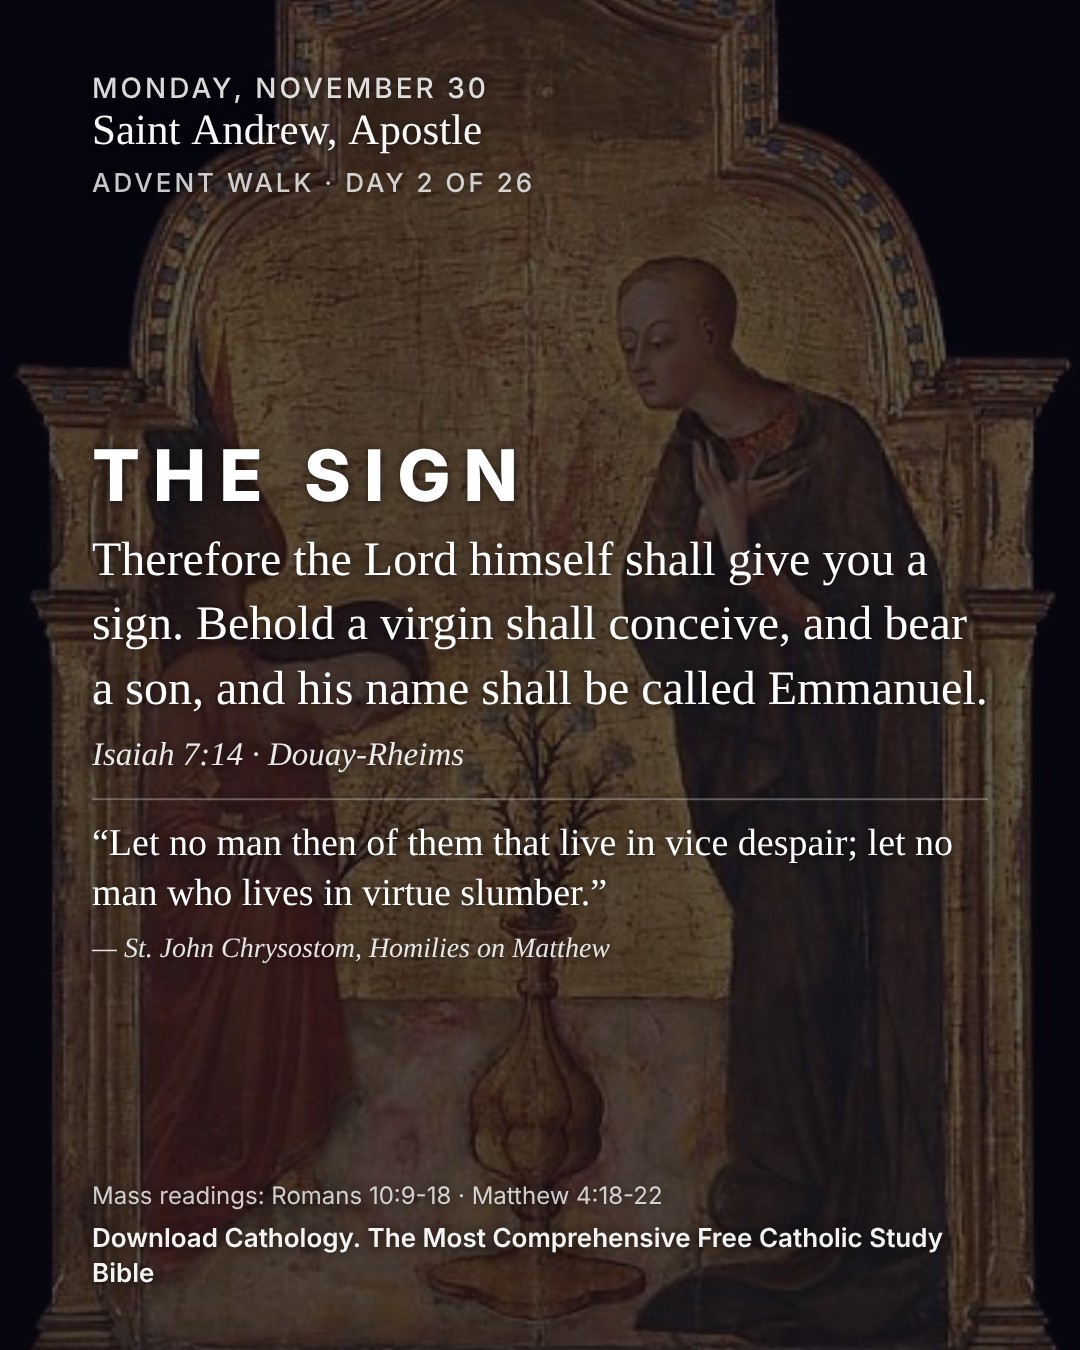 MONDAY, NOVEMBER 30
Saint Andrew, Apostle
ADVENT WALK · DAY 2 OF 26
THE SIGN
Therefore the Lord himself shall give you a
sign. Behold a virgin shall conceive, and bear
a son, and his name shall be called Emmanuel.
Isaiah 7:14 · Douay-Rheims
“Let no man then of them that live in vice despair; let no
man who lives in virtue slumber.”
— St. John Chrysostom, Homilies on Matthew
Mass readings: Romans 10:9-18 · Matthew 4:18-22
Download Cathology. The Most Comprehensive Free Catholic Study
Bible